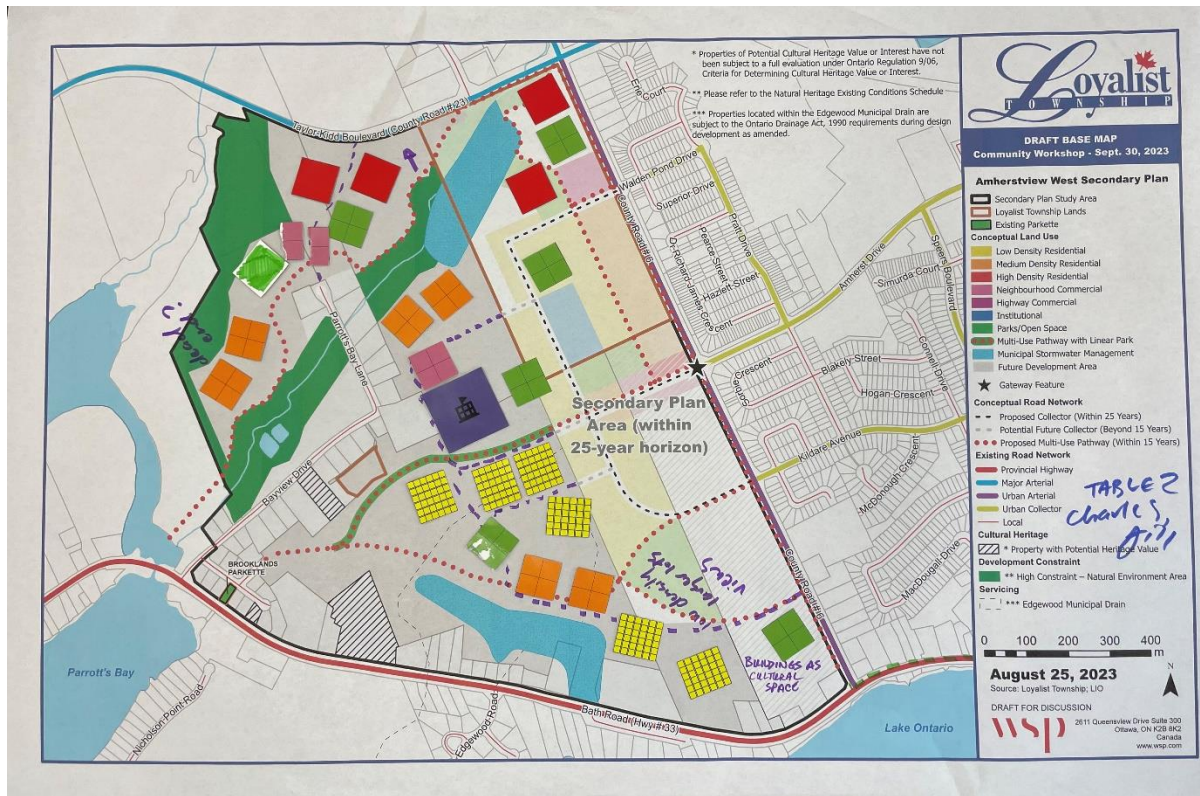 * Properties of Potential Cultural Heritage Value or Interest have not
been subject to a full evaluation under Ontario Regulation 9/06,
Criteria for Determining Cultural Heritage Value or Interest.
** Please refer to the Natural Heritage Existing Conditions Schedule
*** Properties located within the Edgewood Municipal Drain are
subject to the Ontario Drainage Act, 1990 requirements during design
development as amended.
Loyalist
TOWNSHIP
DRAFT BASE MAP
Community Workshop - Sept. 30, 2023
Amherstview West Secondary Plan
Secondary Plan Study Area
Loyalist Township Lands
Existing Parkette
Conceptual Land Use
Low Density Residential
Medium Density Residential
High Density Residential
Neighbourhood Commercial
Highway Commercial
Institutional
Parks/Open Space
Multi-Use Pathway with Linear Park
Municipal Stormwater Management
Future Development Area
Gateway Feature
Conceptual Road Network
Proposed Collector (Within 25 Years)
Potential Future Collector (Beyond 15 Years)
Proposed Multi-Use Pathway (Within 15 Years)
Existing Road Network
Provincial Highway
Major Arterial
Urban Arterial
Urban Collector
Local
TABLE 2
Charles
Cultural Heritage
* Property with Potential Heritage Value
Development Constraint
** High Constraint – Natural Environment Area
Servicing
*** Edgewood Municipal Drain
0 100 200 300 400
m
N
August 25, 2023
Source: Loyalist Township; LIO
DRAFT FOR DISCUSSION
wsp
2611 Queensview Drive Suite 300
Ottawa, ON K2B 8K2
Canada
www.wsp.com
Taylor-Kidd Boulevard (County Road #23)
Erie Court
Walden Pond Drive
Superior Drive
Pratt Drive
Pearce Street
Dr Richard James Crescent
Hazlett Street
Amherst Drive
Simurda Court
Speers Boulevard
County Road #6
Crescent
Sobrie
Blakely Street
Hogan Crescent
Connell Drive
Kildare Avenue
McDonough Crescent
MacDougall Drive
County Road #6
Parrott's Bay Lane
Bayview Drive
dead
end?
Secondary Plan
Area (within
25-year horizon)
BROOKLANDS
PARKETTE
low density
views
BUILDINGS AS
CULTURAL
SPACE
Parrott's Bay
Nicholson Point Road
Edgewood Road
Bath Road (Hwy # 33)
Lake Ontario